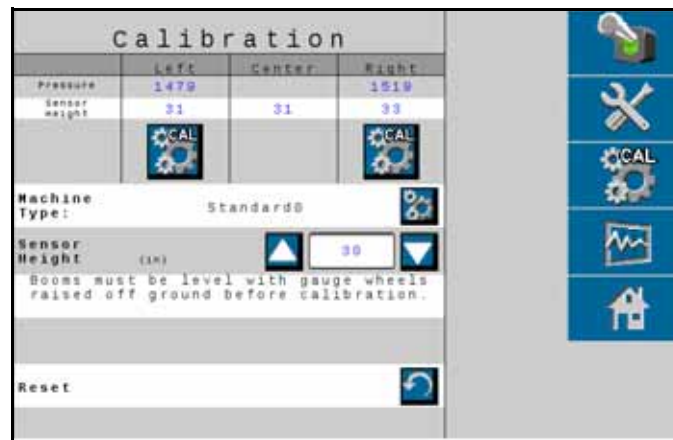 Calibration
Left Center Right
Pressure 1479 1519
Sensor Height 31 31 33
CAL CAL
Machine Type: Standard8
Sensor Height (in) 30
Booms must be level with gauge wheels
raised off ground before calibration.
Reset
CAL